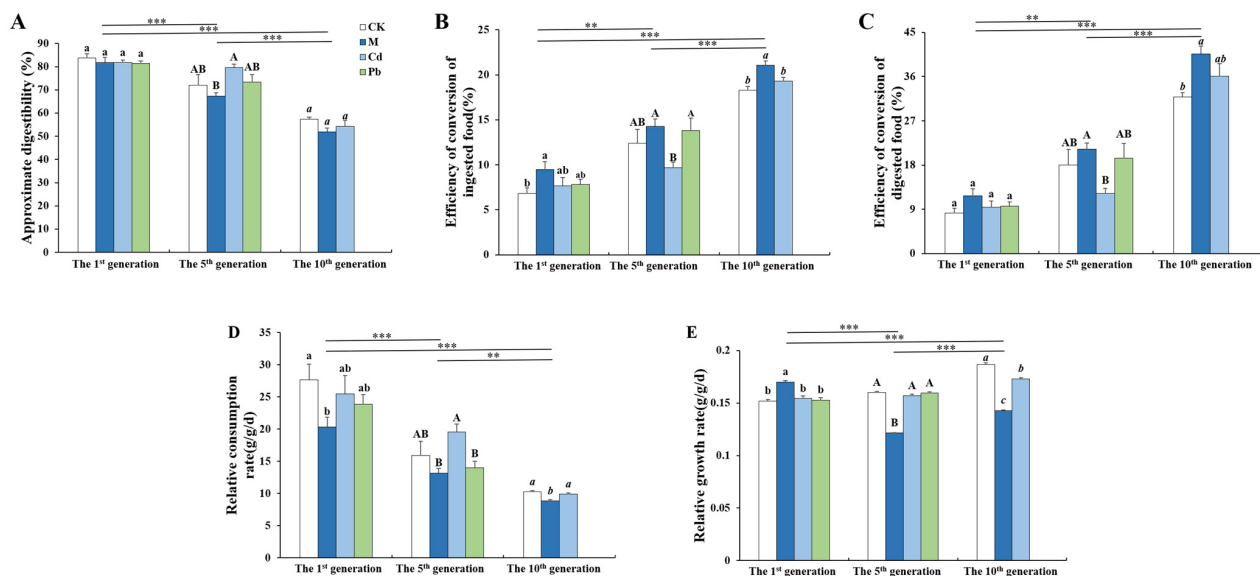 A
***
***
***
CK
M
Cd
Pb
Approximate digestibility (%)
90
80
70
60
50
40
30
20
10
0
a a a a
AB B A AB
a a a
The 1st generation The 5th generation The 10th generation
B
**
***
***
Efficiency of conversion of
ingested food(%)
25
20
15
10
5
0
b a ab ab
AB A B A
b a b
The 1st generation The 5th generation The 10th generation
C
**
***
***
Efficiency of conversion of
digested food (%)
45
36
27
18
9
0
a a a a
AB A B AB
b a ab
The 1st generation The 5th generation The 10th generation
D
***
***
**
Relative consumption
rate(g/g/d)
35
30
25
20
15
10
5
0
a b ab ab
AB B A B
a b a
The 1st generation The 5th generation The 10th generation
E
***
***
***
Relative growth rate(g/g/d)
0.2
0.15
0.1
0.05
0
b a b b
A B A A
a c b
The 1st generation The 5th generation The 10th generation